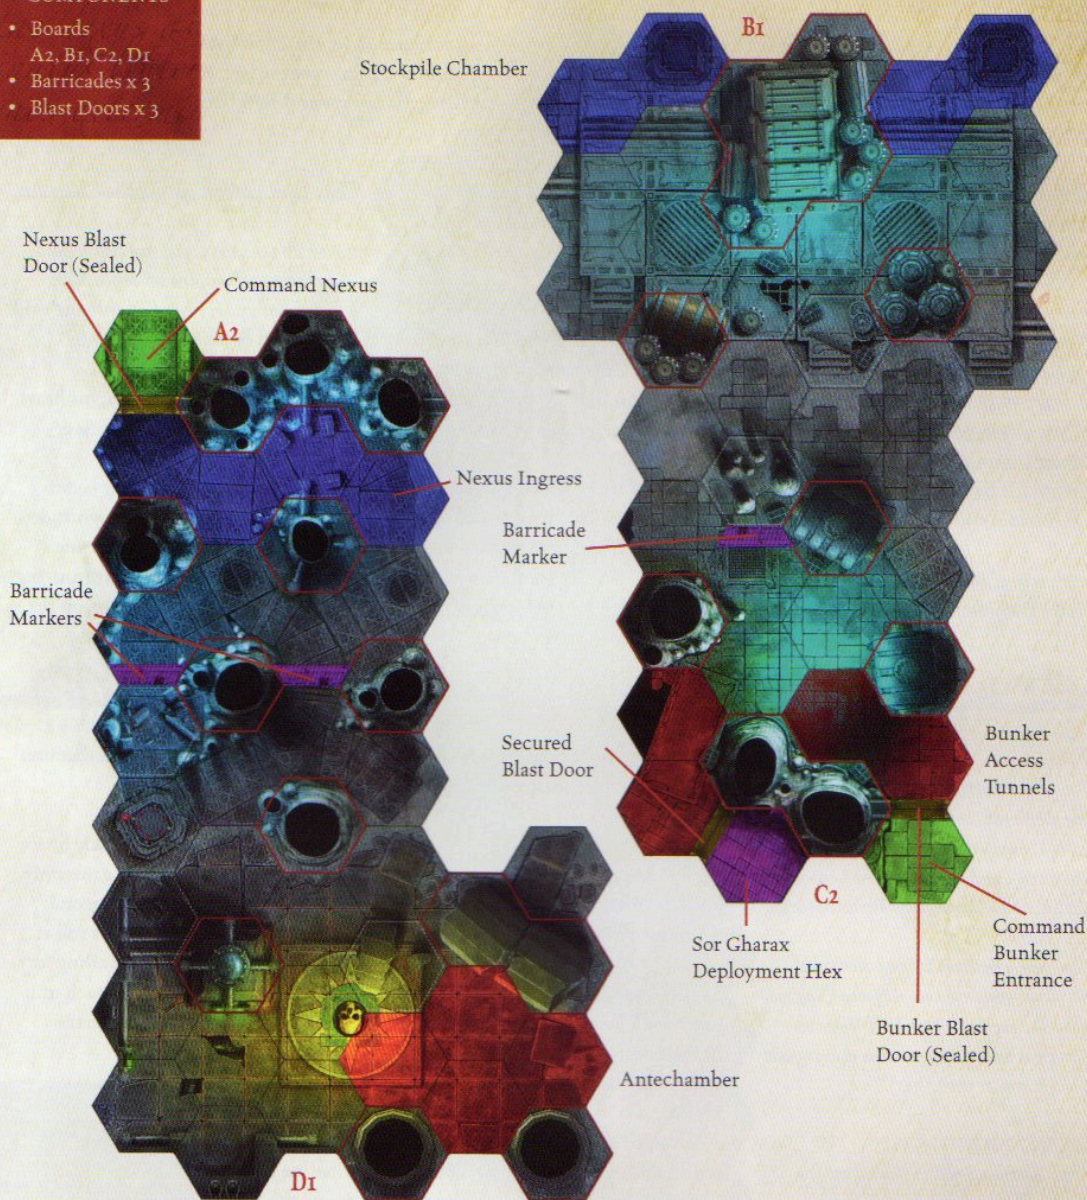 COMPONENTS
• Boards
A2, B1, C2, D1
• Barricades x 3
• Blast Doors x 3
Stockpile Chamber
B1
Nexus Blast
Door (Sealed)
Command Nexus
A2
Nexus Ingress
Barricade
Marker
Barricade
Markers
Secured
Blast Door
Bunker
Access
Tunnels
C2
Sor Gharax
Deployment Hex
Command
Bunker
Entrance
Bunker Blast
Door (Sealed)
Antechamber
D1